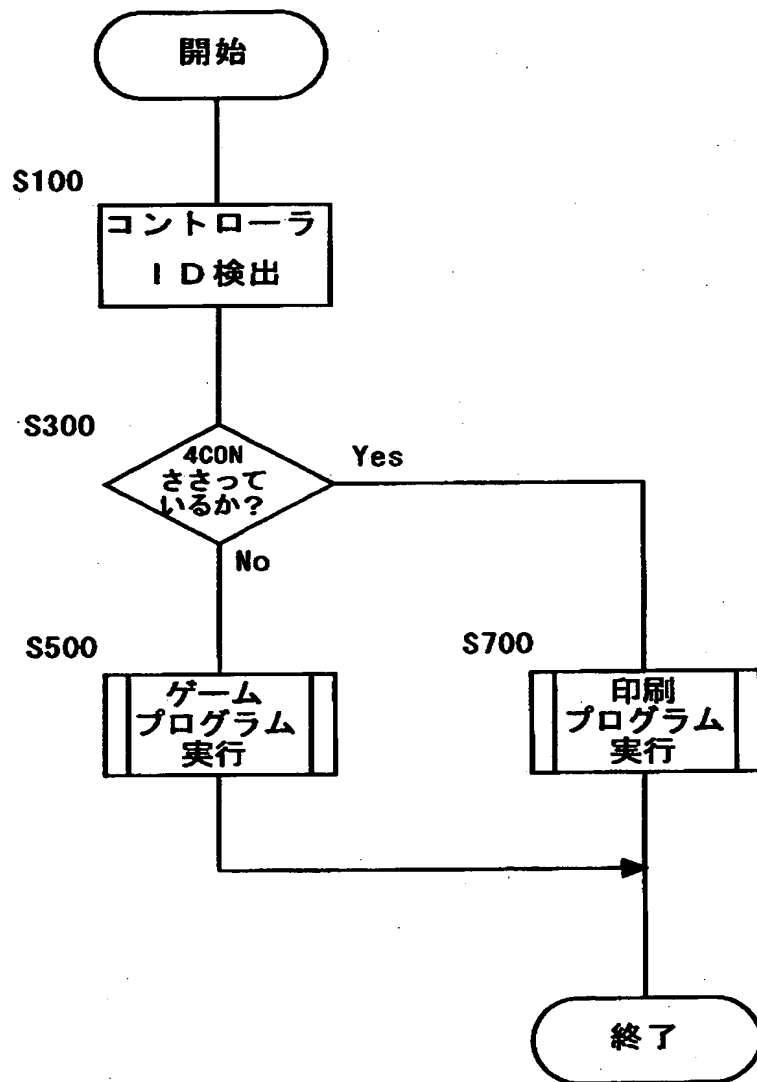 開始
S100
コントローラ
ID検出
S300
4CON
ささって
いるか?
Yes
No
S500
ゲーム
プログラム
実行
S700
印刷
プログラム
実行
終了